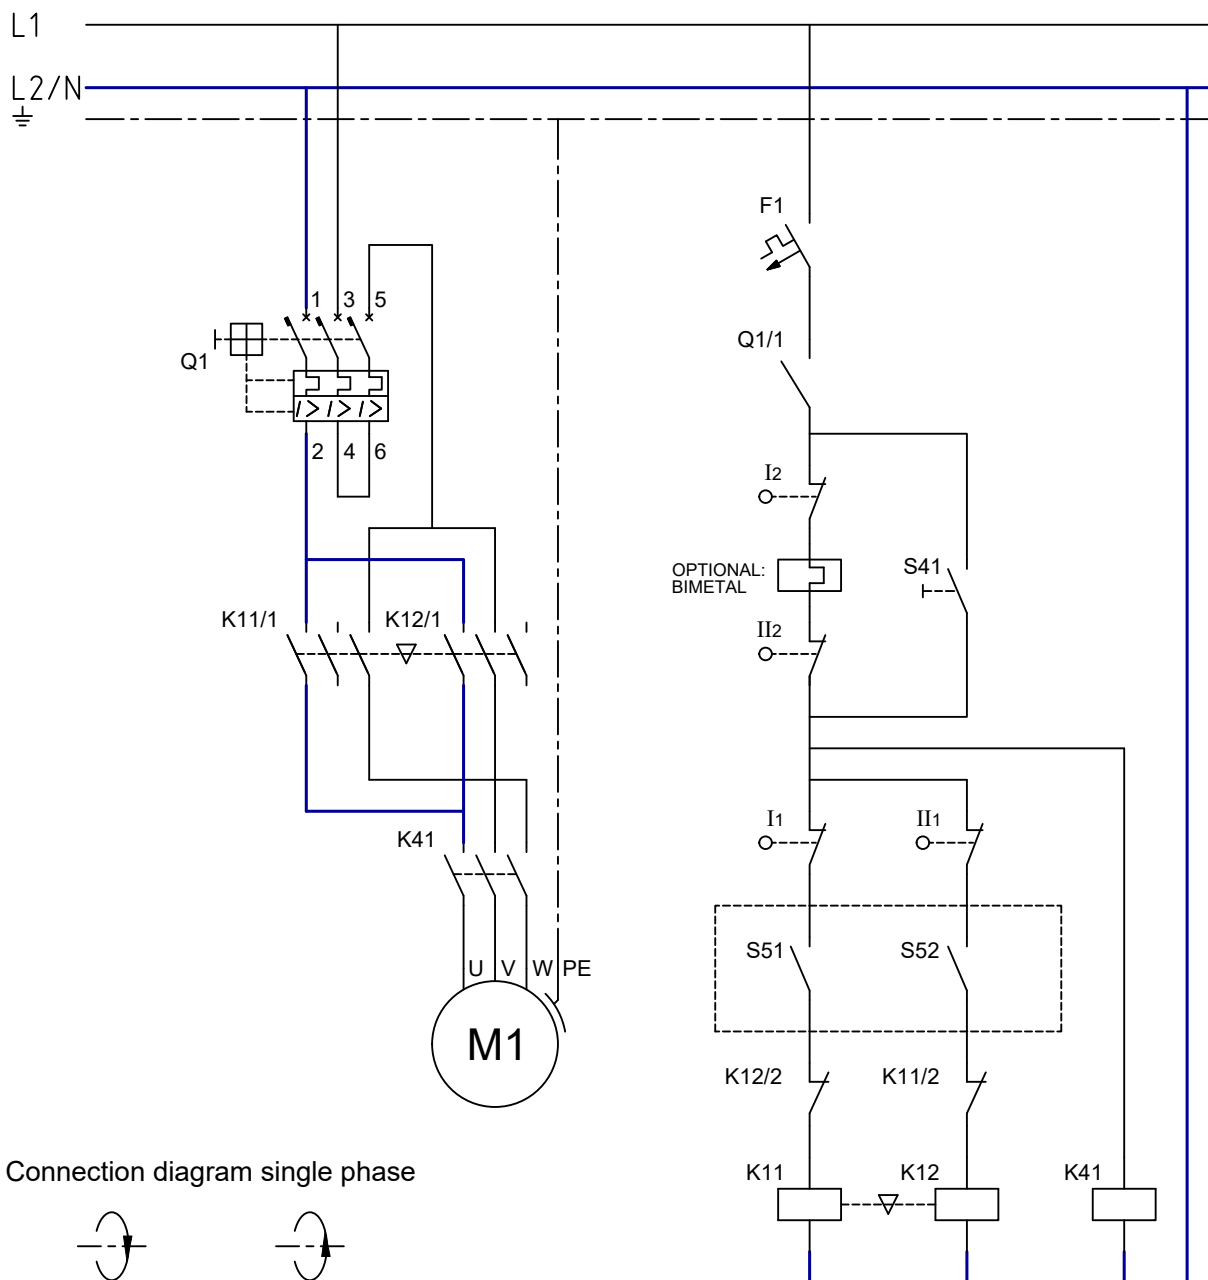 L1
L2/N
F1
1 3 5
Q1
Q1/1
2 4 6
I2
OPTIONAL:
BIMETAL
S41
K11/1 K12/1
II2
I1 II1
K41
S51 S52
U V W PE
M1
K12/2 K11/2
Connection diagram single phase
K11 K12 K41